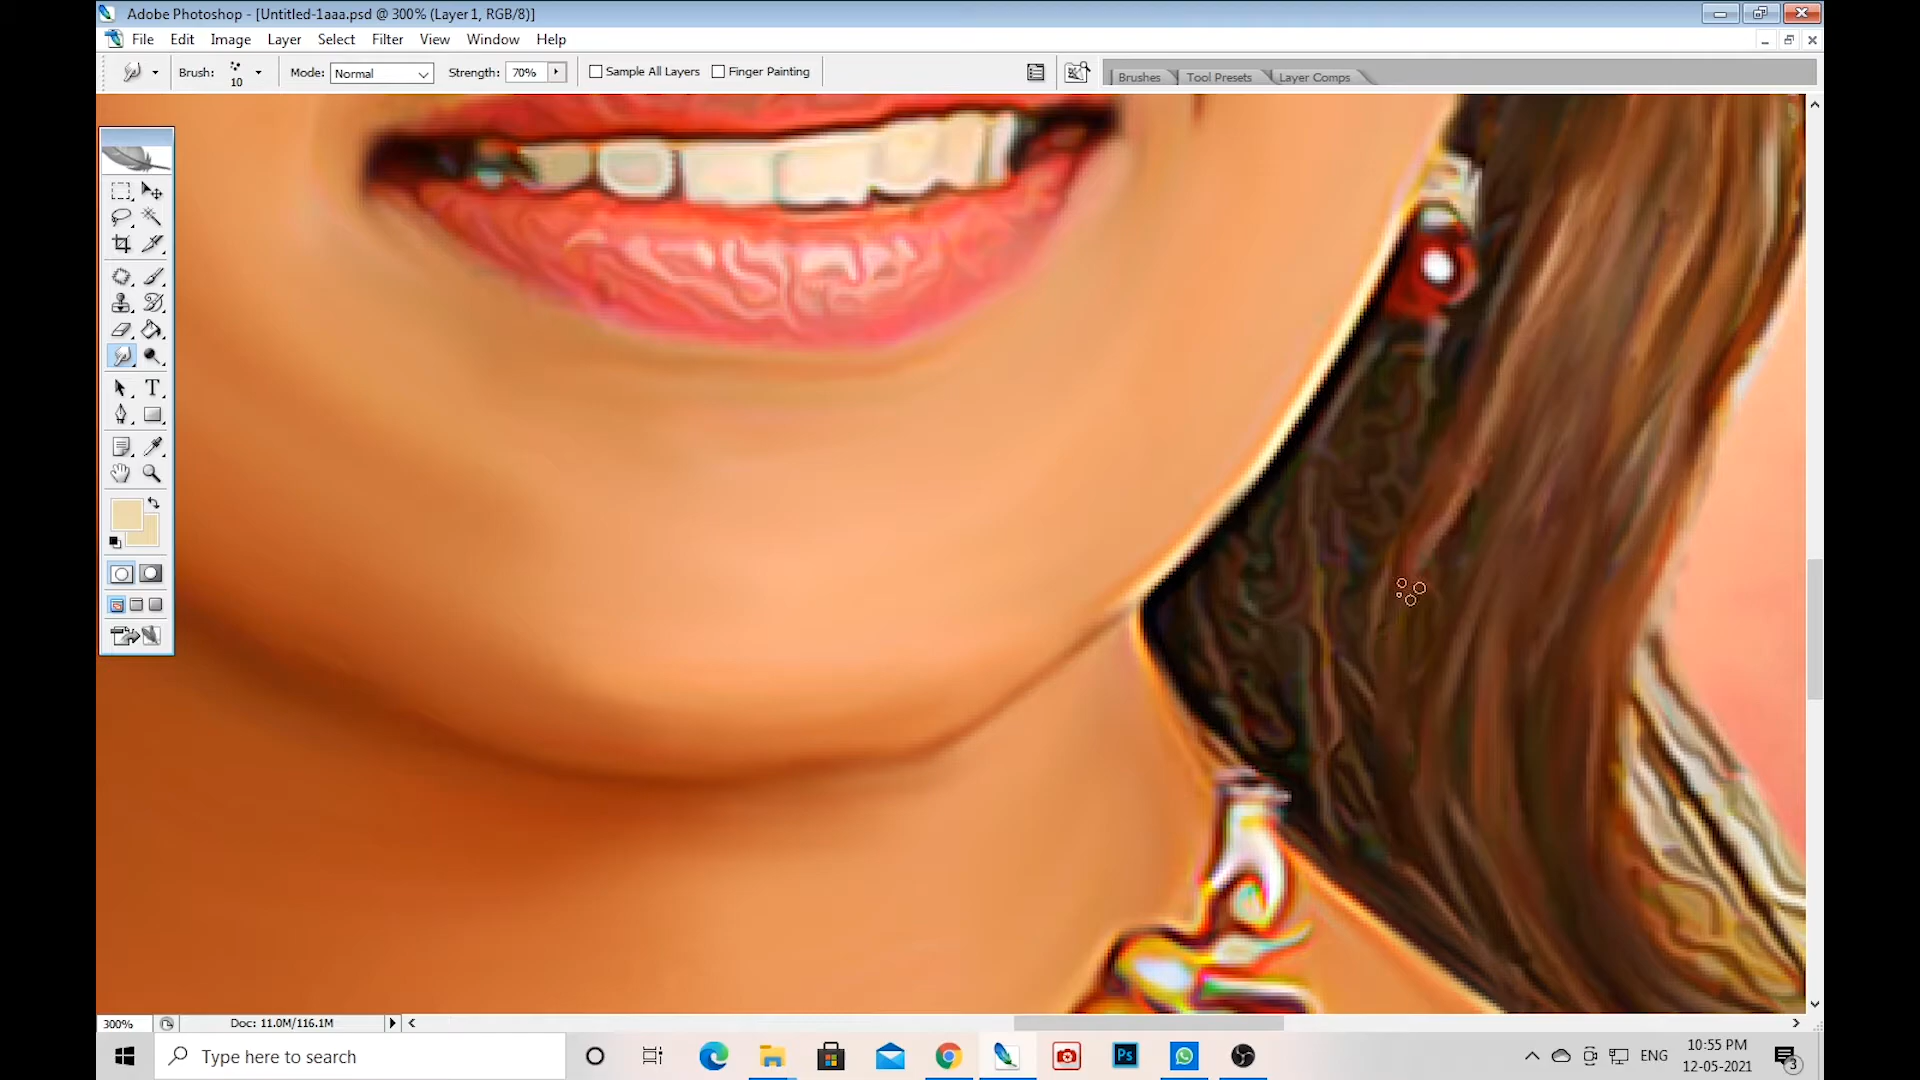 Adobe Photoshop - [Untitled-1aaa.psd @ 300% (Layer 1, RGB/8)]
File Edit Image Layer Select Filter View Window Help
Brush: 10 Mode: Normal Strength: 70% Sample All Layers Finger Painting Brushes Tool Presets Layer Comps
T
300% Doc: 11.0M/116.1M
Type here to search Ps ENG 10:55 PM
12-05-2021 3